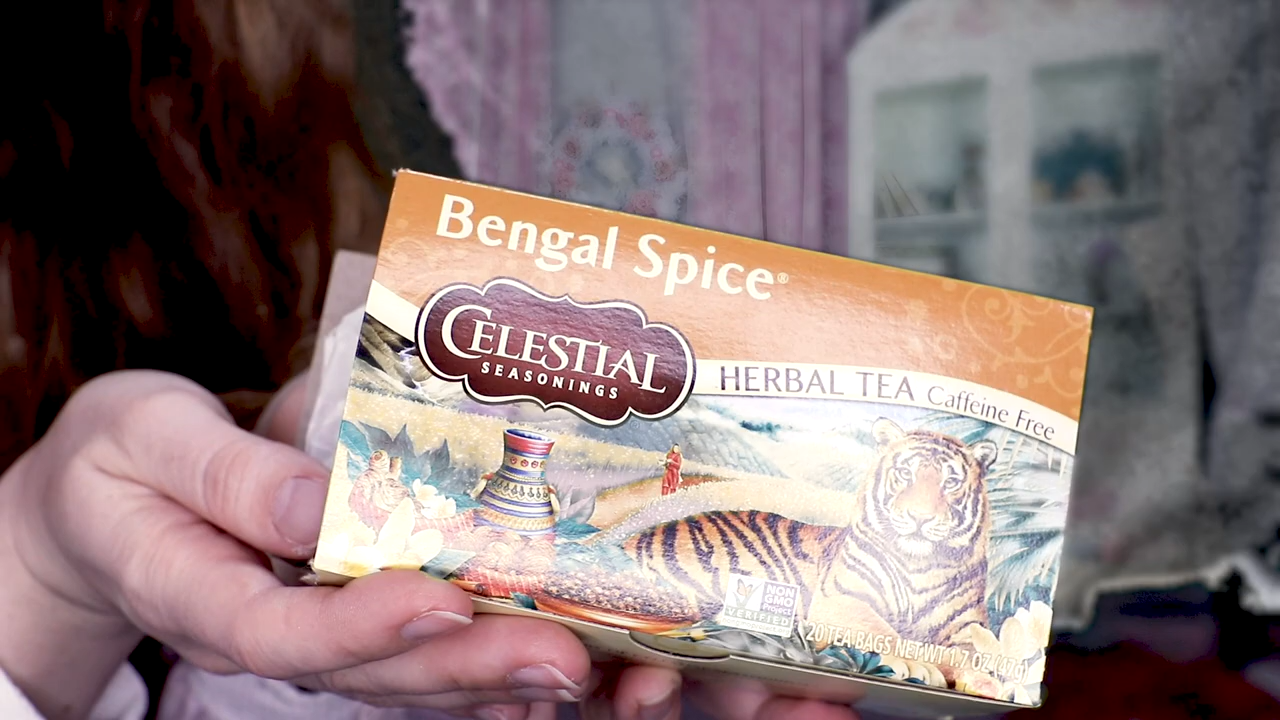 Bengal Spice®
CELESTIAL
SEASONINGS
HERBAL TEA Caffeine Free
NON
GMO
Project
VERIFIED
20 TEA BAGS NET WT 1.7 OZ (47g)